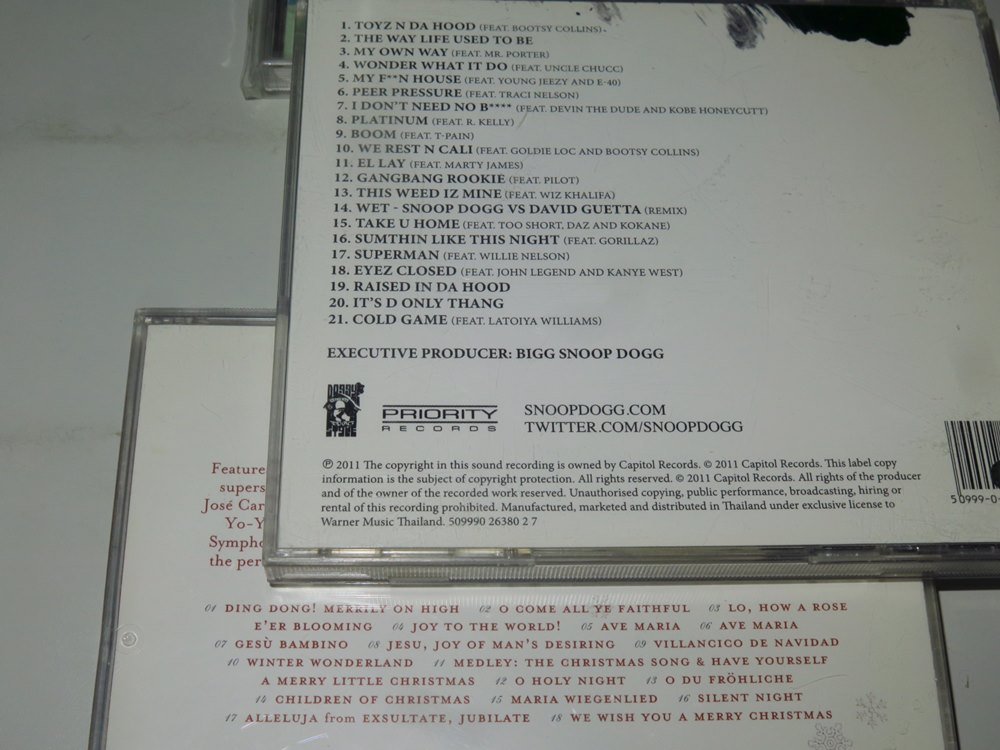 1. TOYZ N DA HOOD (FEAT. BOOTSY COLLINS)
2. THE WAY LIFE USED TO BE
3. MY OWN WAY (FEAT. MR. PORTER)
4. WONDER WHAT IT DO (FEAT. UNCLE CHUCC)
5. MY F**N HOUSE (FEAT. YOUNG JEEZY AND E-40)
6. PEER PRESSURE (FEAT. TRACI NELSON)
7. I DON'T NEED NO B**** (FEAT. DEVIN THE DUDE AND KOBE HONEYCUTT)
8. PLATINUM (FEAT. R. KELLY)
9. BOOM (FEAT. T-PAIN)
10. WE REST N CALI (FEAT. GOLDIE LOC AND BOOTSY COLLINS)
11. EL LAY (FEAT. MARTY JAMES)
12. GANGBANG ROOKIE (FEAT. PILOT)
13. THIS WEED IZ MINE (FEAT. WIZ KHALIFA)
14. WET - SNOOP DOGG VS DAVID GUETTA (REMIX)
15. TAKE U HOME (FEAT. TOO SHORT, DAZ AND KOKANE)
16. SUMTHIN LIKE THIS NIGHT (FEAT. GORILLAZ)
17. SUPERMAN (FEAT. WILLIE NELSON)
18. EYEZ CLOSED (FEAT. JOHN LEGEND AND KANYE WEST)
19. RAISED IN DA HOOD
20. IT'S D ONLY THANG
21. COLD GAME (FEAT. LATOIYA WILLIAMS)
EXECUTIVE PRODUCER: BIGG SNOOP DOGG
PRIORITY
RECORDS
SNOOPDOGG.COM
TWITTER.COM/SNOOPDOGG
℗ 2011 The copyright in this sound recording is owned by Capitol Records. © 2011 Capitol Records. This label copy
information is the subject of copyright protection. All rights reserved. © 2011 Capitol Records. All rights of the producer
and of the owner of the recorded work reserved. Unauthorised copying, public performance, broadcasting, hiring or
rental of this recording prohibited. Manufactured, marketed and distributed in Thailand under exclusive license to
Warner Music Thailand. 509990 26380 2 7
50999-0
Feature
supers
José Car
Yo-Y
Sympho
the per
01 DING DONG! MERRILY ON HIGH 02 O COME ALL YE FAITHFUL 03 LO, HOW A ROSE
E'ER BLOOMING 04 JOY TO THE WORLD! 05 AVE MARIA 06 AVE MARIA
07 GESÙ BAMBINO 08 JESU, JOY OF MAN'S DESIRING 09 VILLANCICO DE NAVIDAD
10 WINTER WONDERLAND 11 MEDLEY: THE CHRISTMAS SONG & HAVE YOURSELF
A MERRY LITTLE CHRISTMAS 12 O HOLY NIGHT 13 O DU FRÖHLICHE
14 CHILDREN OF CHRISTMAS 15 MARIA WIEGENLIED 16 SILENT NIGHT
17 ALLELUJA from EXSULTATE, JUBILATE 18 WE WISH YOU A MERRY CHRISTMAS